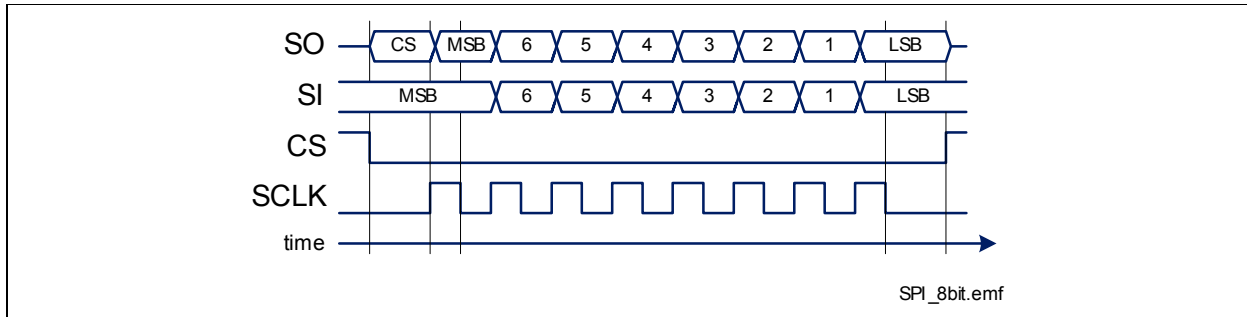 SO CS MSB 6 5 4 3 2 1 LSB
SI MSB 6 5 4 3 2 1 LSB
CS
SCLK
time
SPI_8bit.emf